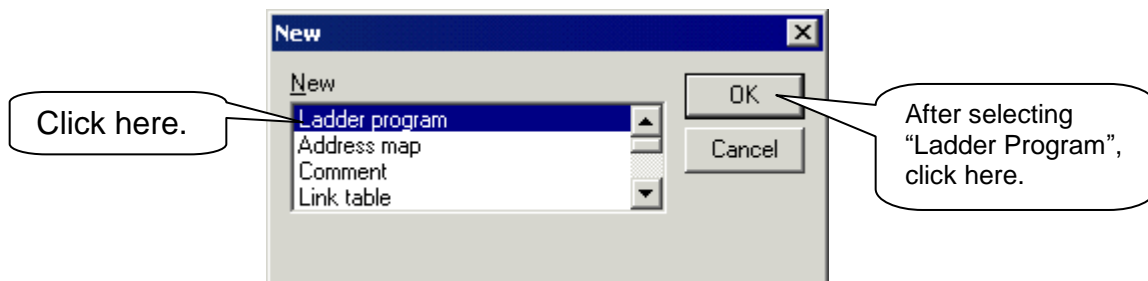 New
New
Ladder program
Address map
Comment
Link table
OK
Cancel
Click here.
After selecting
“Ladder Program”,
click here.